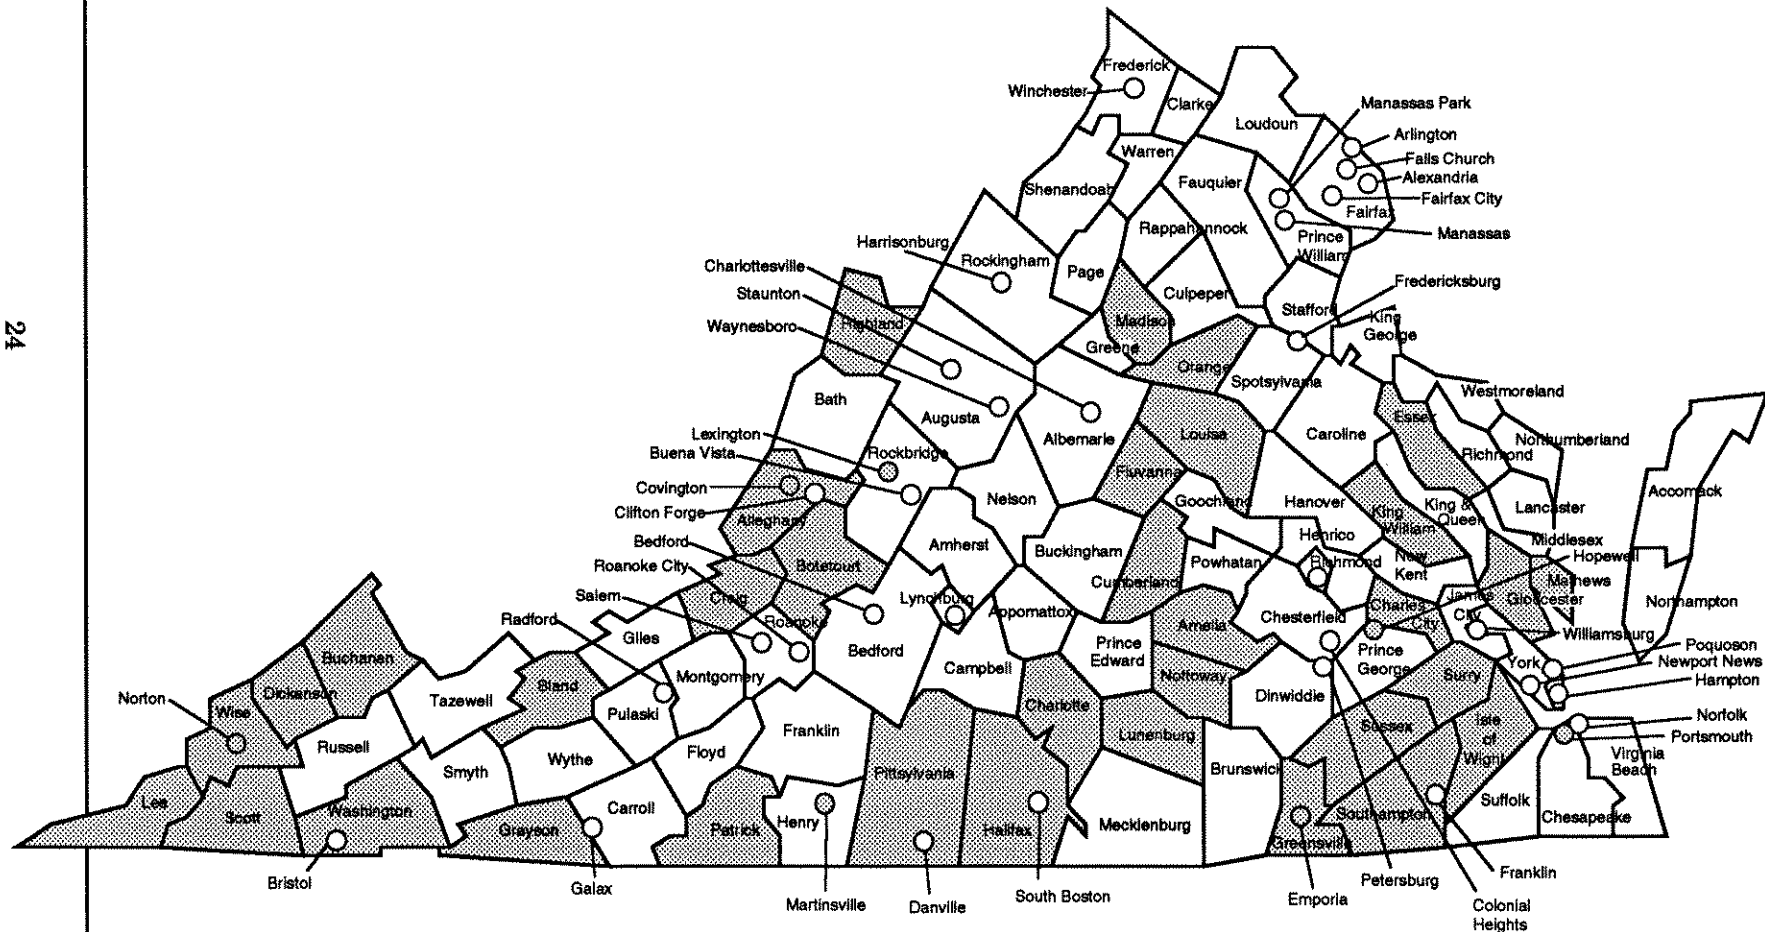 24
Frederick
Winchester
Clarke
Loudoun
Manassas Park
Arlington
Falls Church
Alexandria
Fairfax City
Fairfax
Manassas
Warren
Shenandoah
Fauquier
Rappahannock
Prince
William
Harrisonburg
Rockingham
Page
Charlottesville
Staunton
Waynesboro
Highland
Madison
Culpeper
Stafford
Fredericksburg
King
George
Greene
Orange
Spotsylvania
Westmoreland
Bath
Augusta
Albemarle
Louisa
Caroline
Essex
Richmond
Northumberland
Lexington
Buena Vista
Rockbridge
Covington
Clifton Forge
Alleghany
Nelson
Fluvanna
Goochland
Hanover
King
William
King &
Queen
Lancaster
Accomack
Bedford
Roanoke City
Botetourt
Amherst
Buckingham
Cumberland
Powhatan
Henrico
Richmond
New
Kent
Middlesex
Hopewell
Mathews
Gloucester
Northampton
Salem
Radford
Craig
Roanoke
Lynchburg
Appomattox
Amelia
Chesterfield
Charles
City
James
City
Williamsburg
Giles
Montgomery
Bedford
Campbell
Prince
Edward
Nottoway
Dinwiddie
Prince
George
Surry
York
Poquoson
Newport News
Hampton
Norfolk
Portsmouth
Virginia
Beach
Buchanan
Dickenson
Norton
Wise
Tazewell
Bland
Pulaski
Russell
Smyth
Wythe
Floyd
Franklin
Pittsylvania
Charlotte
Lunenburg
Brunswick
Sussex
Isle
of
Wight
Lee
Scott
Washington
Grayson
Carroll
Patrick
Henry
Halifax
Mecklenburg
Greensville
Southampton
Suffolk
Chesapeake
Bristol
Galax
Martinsville
Danville
South Boston
Emporia
Petersburg
Franklin
Colonial
Heights